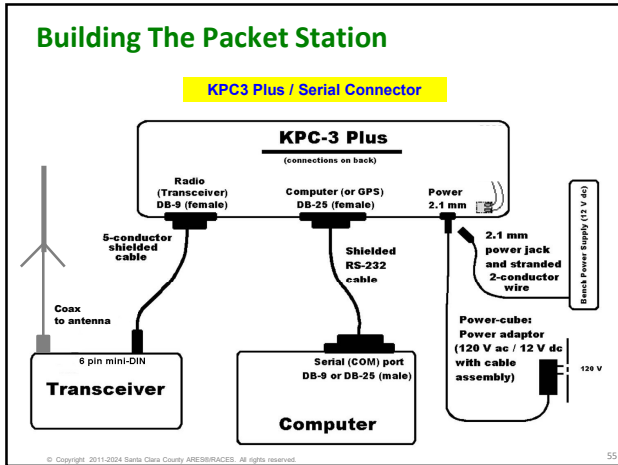 Building The Packet Station
KPC3 Plus / Serial Connector
KPC-3 Plus
(connections on back)
Radio
(Transceiver)
DB-9 (female)
Computer (or GPS)
DB-25 (female)
Power
2.1 mm
5-conductor
shielded
cable
Shielded
RS-232
cable
2.1 mm
power jack
and stranded
2-conductor
wire
Bench Power Supply (12 V dc)
Coax
to antenna
Power-cube:
Power adaptor
(120 V ac / 12 V dc
with cable
assembly)
120 V
6 pin mini-DIN
Transceiver
Serial (COM) port
DB-9 or DB-25 (male)
Computer
© Copyright 2011-2024 Santa Clara County ARES®/RACES. All rights reserved.
55